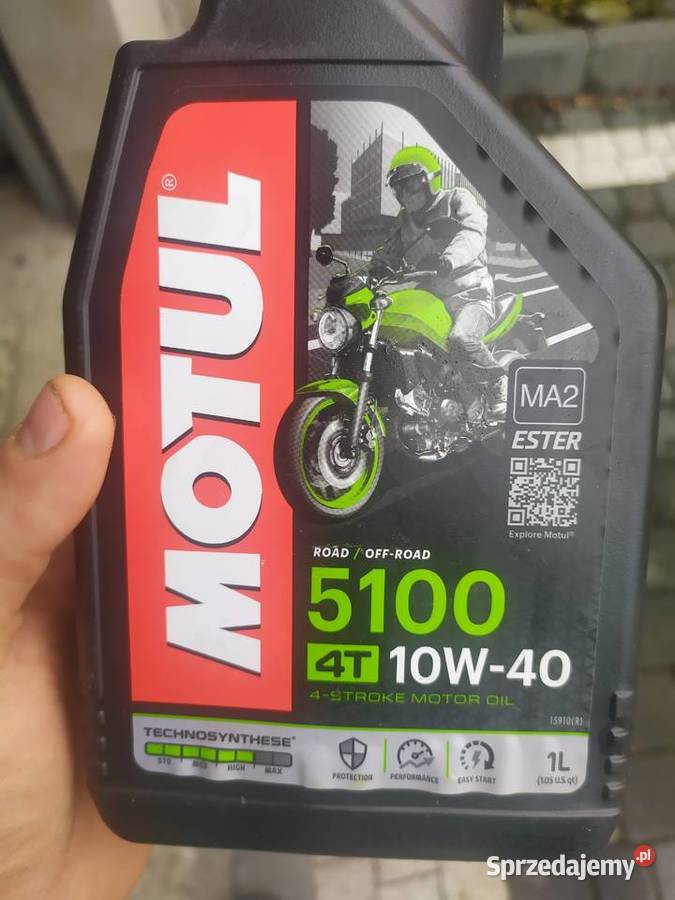 MOTUL®
MA2
ESTER
Explore Motul®
ROAD / OFF-ROAD
5100
4T 10W-40
4-STROKE MOTOR OIL
15910(R)
TECHNOSYNTHESE®
STD MED HIGH MAX
PROTECTION PERFORMANCE EASY START
1L
(1.05 U.S. qt)
Sprzedajemy.pl